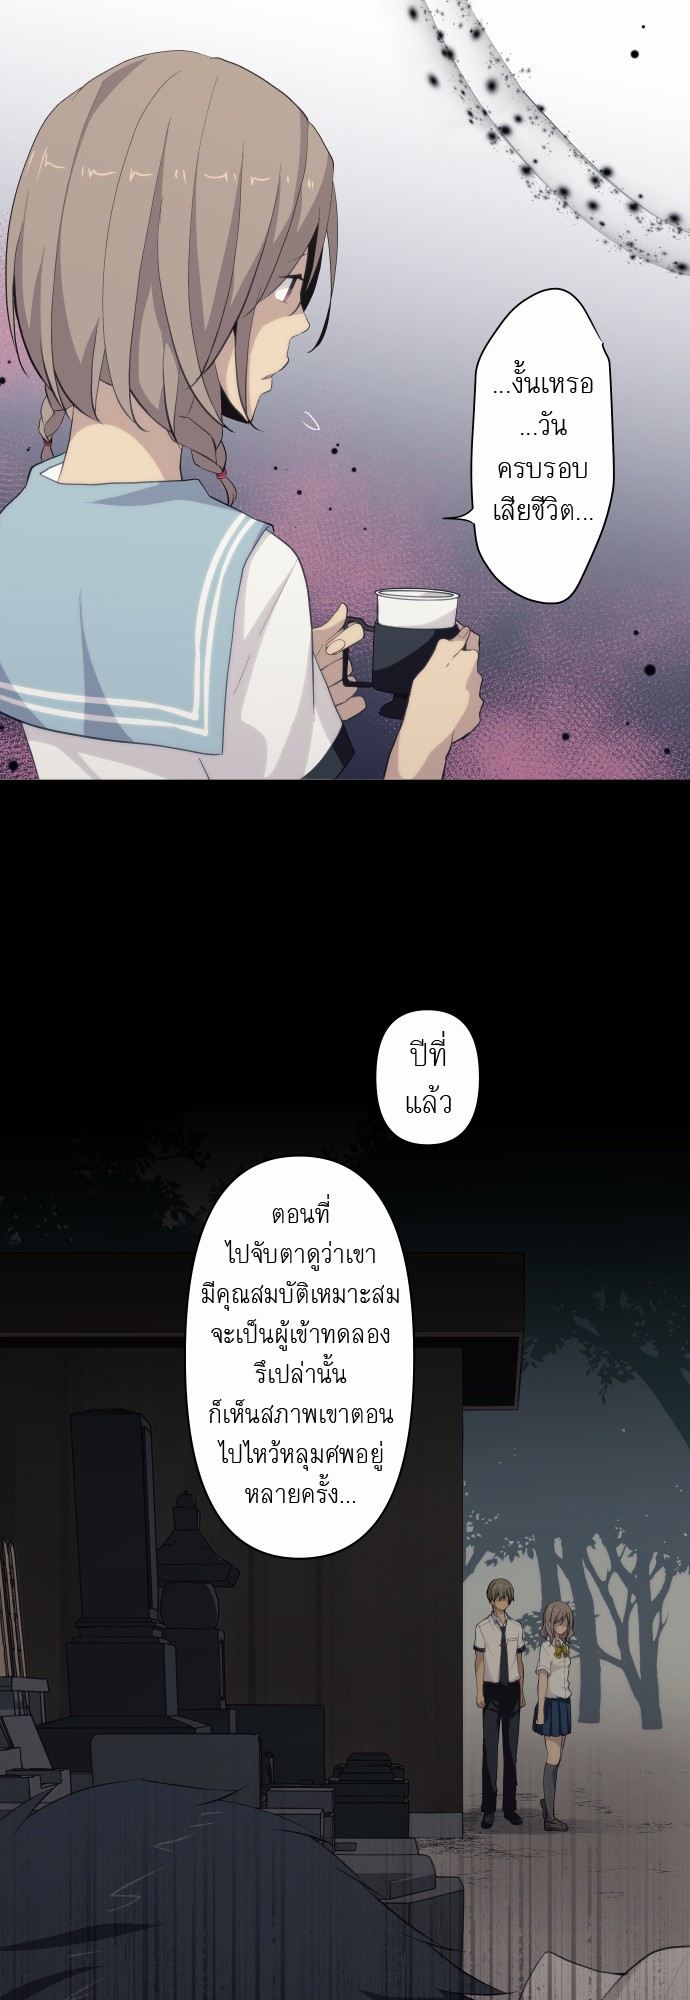 ...งั้นเหรอ
...วัน
ครบรอบ
เสียชีวิต...
ปีที่
แล้ว
ตอนที่
ไปจับตาดูว่าเขา
มีคุณสมบัติเหมาะสม
จะเป็นผู้เข้าทดลอง
รึเปล่านั้น
ก็เห็นสภาพเขาตอน
ไปไหว้หลุมศพอยู่
หลายครั้ง...